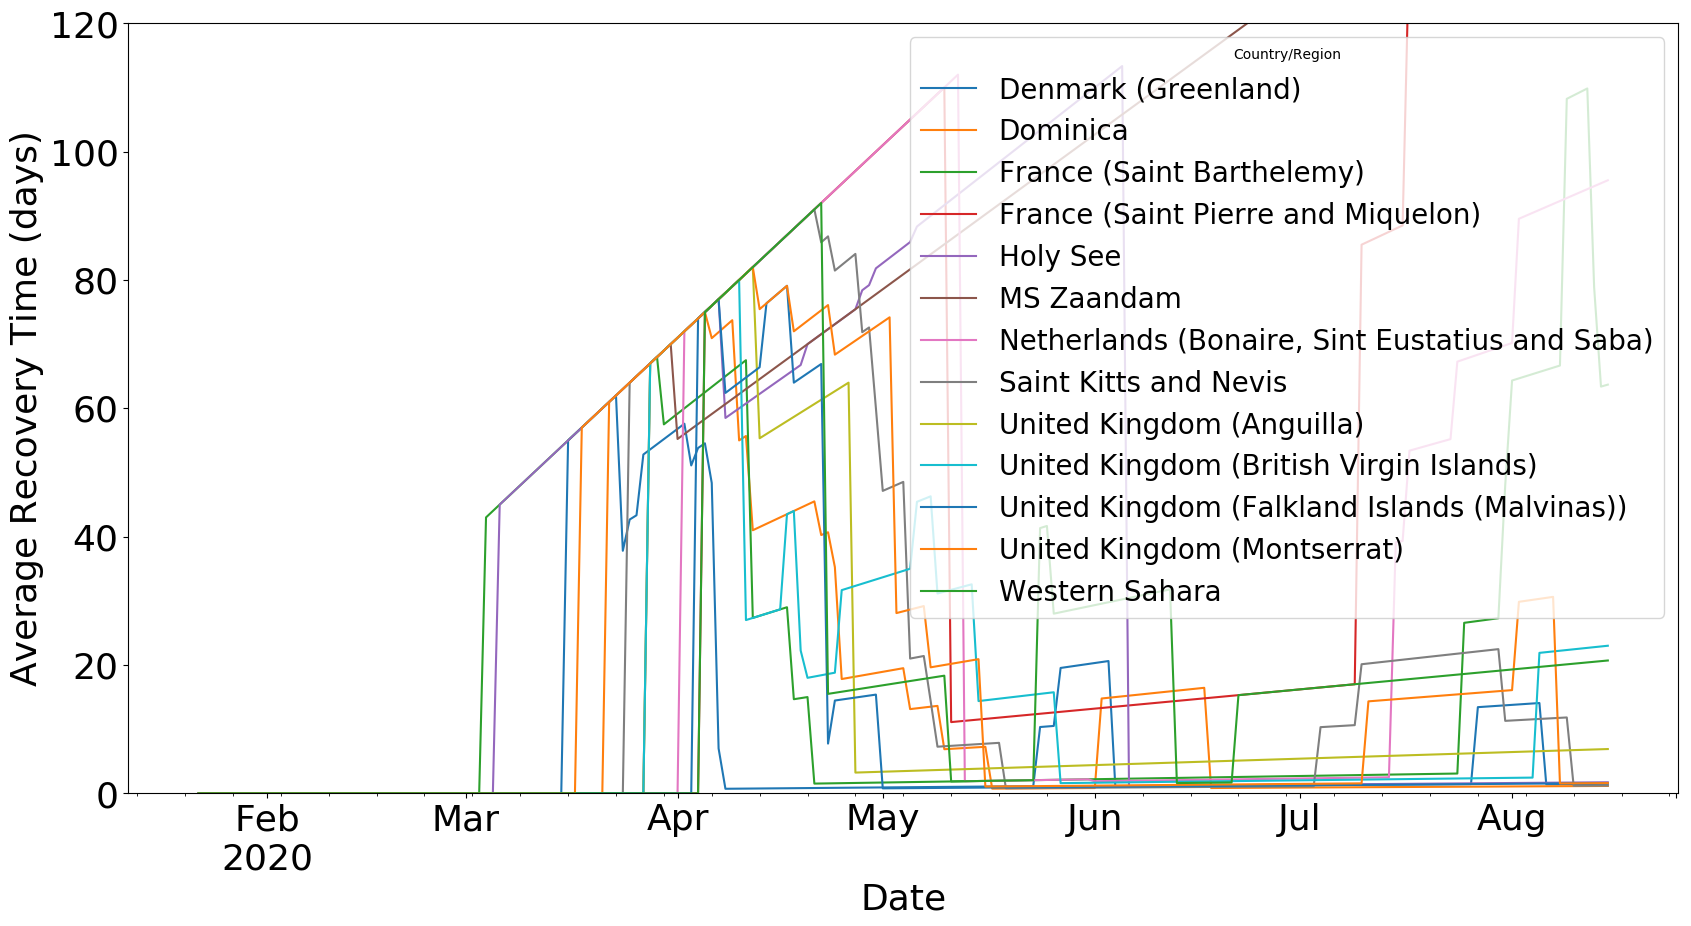 120
100
80
60
40
20
0
Average Recovery Time (days)
Country/Region
Denmark (Greenland)
Dominica
France (Saint Barthelemy)
France (Saint Pierre and Miquelon)
Holy See
MS Zaandam
Netherlands (Bonaire, Sint Eustatius and Saba)
Saint Kitts and Nevis
United Kingdom (Anguilla)
United Kingdom (British Virgin Islands)
United Kingdom (Falkland Islands (Malvinas))
United Kingdom (Montserrat)
Western Sahara
Feb Mar Apr May Jun Jul Aug
2020
Date